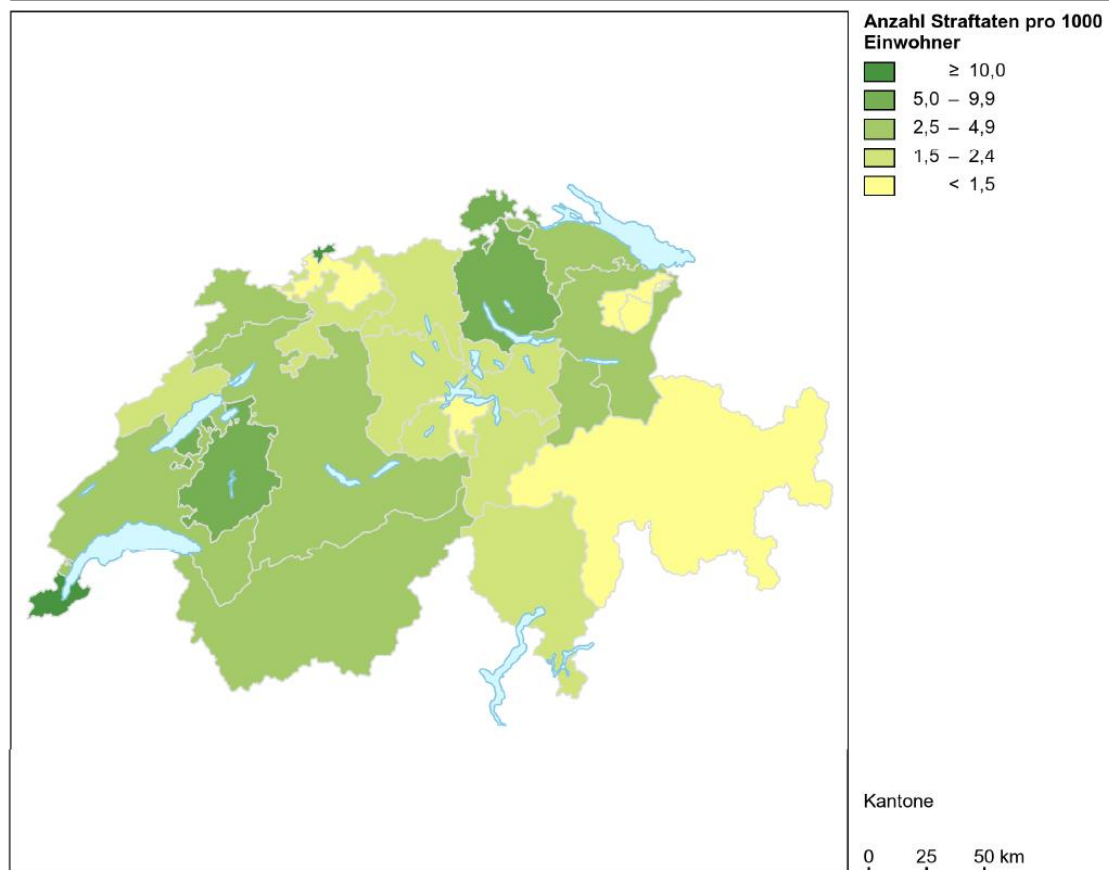 Anzahl Straftaten pro 1000
Einwohner
≥ 10,0
5,0 – 9,9
2,5 – 4,9
1,5 – 2,4
< 1,5
Kantone
0 25 50 km